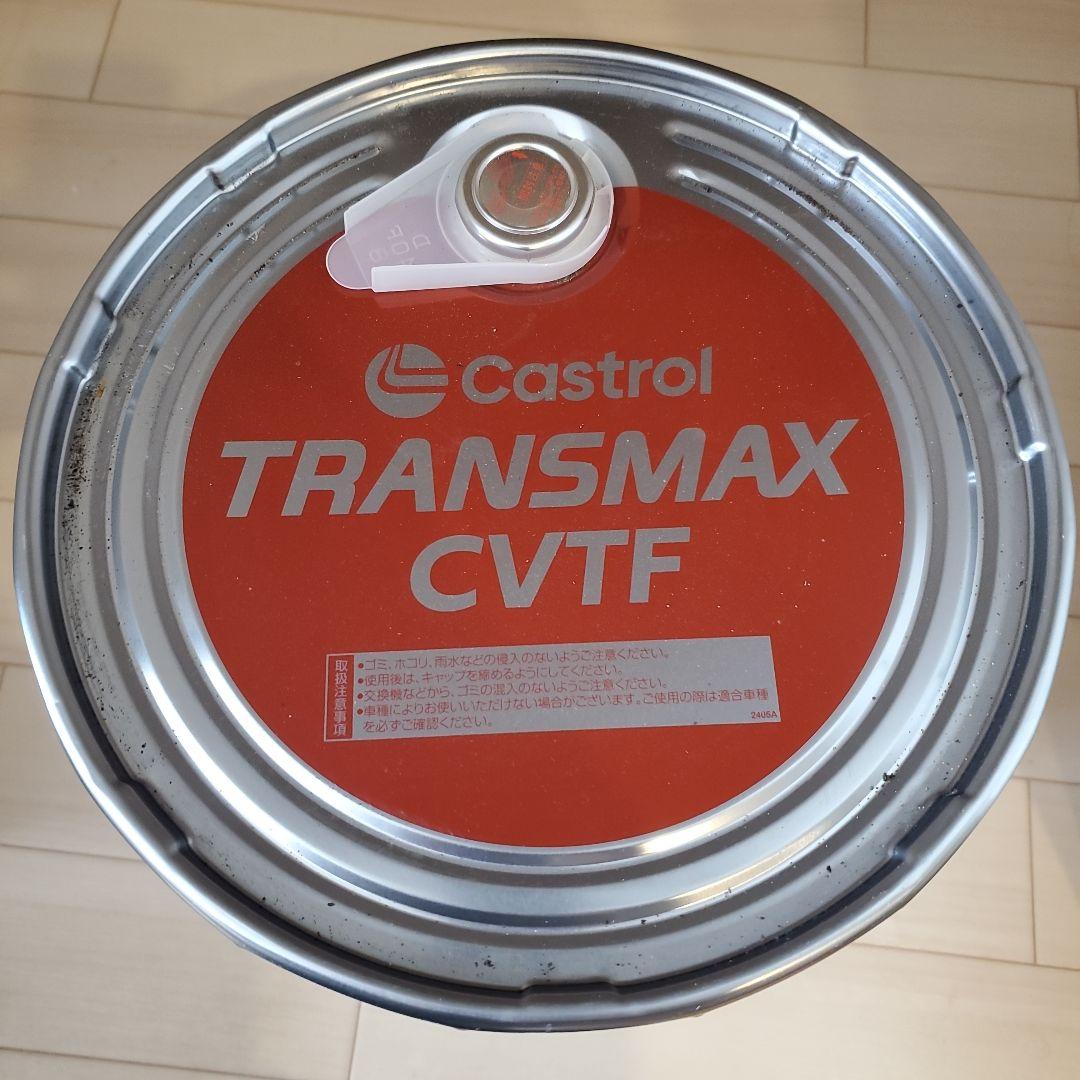 Castrol
TRANSMAX
CVTF
取扱注意事項
•ゴミ、ホコリ、雨水などの侵入のないようご注意ください。
•使用後は、キャップを締めるようにしてください。
•交換機などから、ゴミの混入のないようご注意ください。
•車種によりお使いいただけない場合がございます。ご使用の際は適合車種
を必ずご確認ください。
2405A